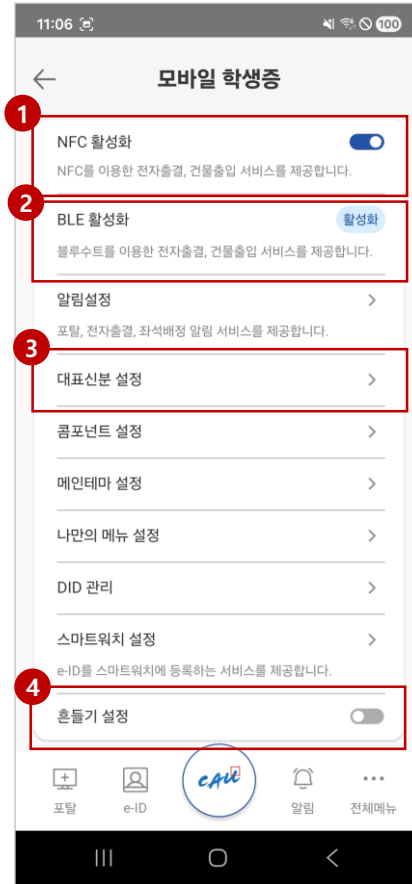 11:06
100
모바일 학생증
1
NFC 활성화
NFC를 이용한 전자출결, 건물출입 서비스를 제공합니다.
2
BLE 활성화
활성화
블루수트를 이용한 전자출결, 건물출입 서비스를 제공합니다.
알림설정
포탈, 전자출결, 좌석배정 알림 서비스를 제공합니다.
3
대표신분 설정
콤포넌트 설정
메인테마 설정
나만의 메뉴 설정
DID 관리
스마트워치 설정
e-ID를 스마트워치에 등록하는 서비스를 제공합니다.
4
흔들기 설정
CAU
포탈
e-ID
알림
전체메뉴